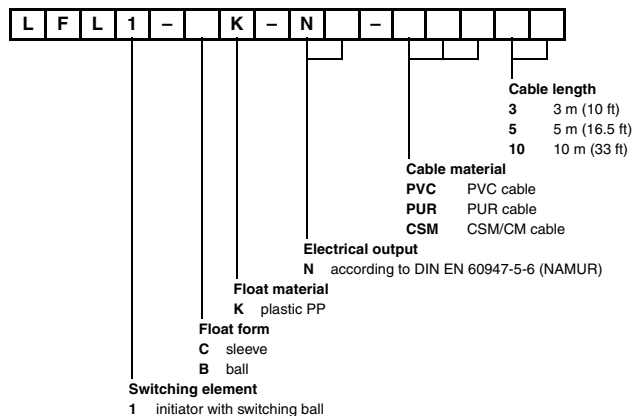 L F L 1 – K – N –
Cable length
3 3 m (10 ft)
5 5 m (16.5 ft)
10 10 m (33 ft)
Cable material
PVC PVC cable
PUR PUR cable
CSM CSM/CM cable
Electrical output
N according to DIN EN 60947-5-6 (NAMUR)
Float material
K plastic PP
Float form
C sleeve
B ball
Switching element
1 initiator with switching ball